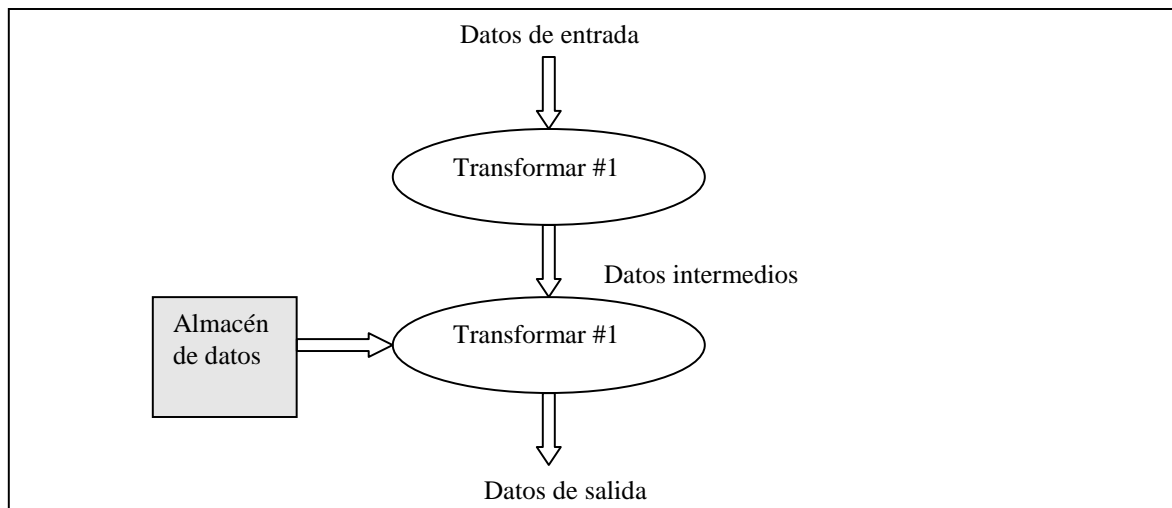 Datos de entrada
Transformar #1
Datos intermedios
Almacén
de datos
Transformar #1
Datos de salida